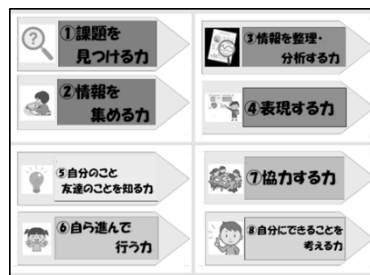 ①課題を
見つける力
②情報を
集める力
③情報を整理・
分析する力
④表現する力
⑤自分のこと
友達のことを知る力
⑥自ら進んで
行う力
⑦協力する力
⑧自分にできることを
考える力